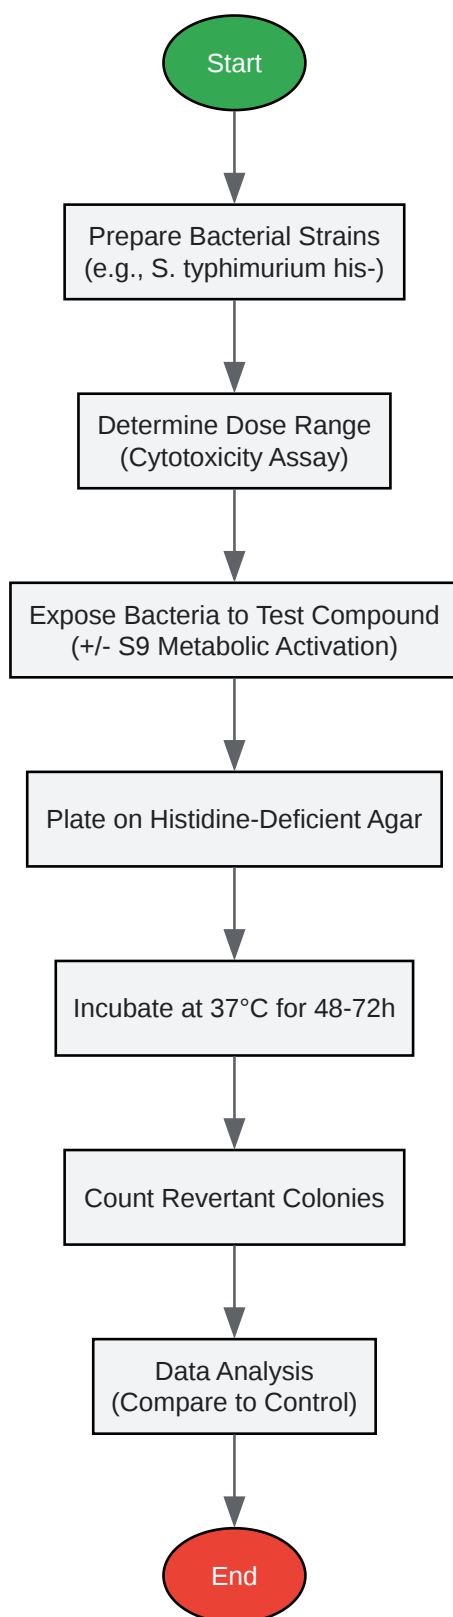 Start
Prepare Bacterial Strains
(e.g., S. typhimurium his-)
Determine Dose Range
(Cytotoxicity Assay)
Expose Bacteria to Test Compound
(+/- S9 Metabolic Activation)
Plate on Histidine-Deficient Agar
Incubate at 37°C for 48-72h
Count Revertant Colonies
Data Analysis
(Compare to Control)
End